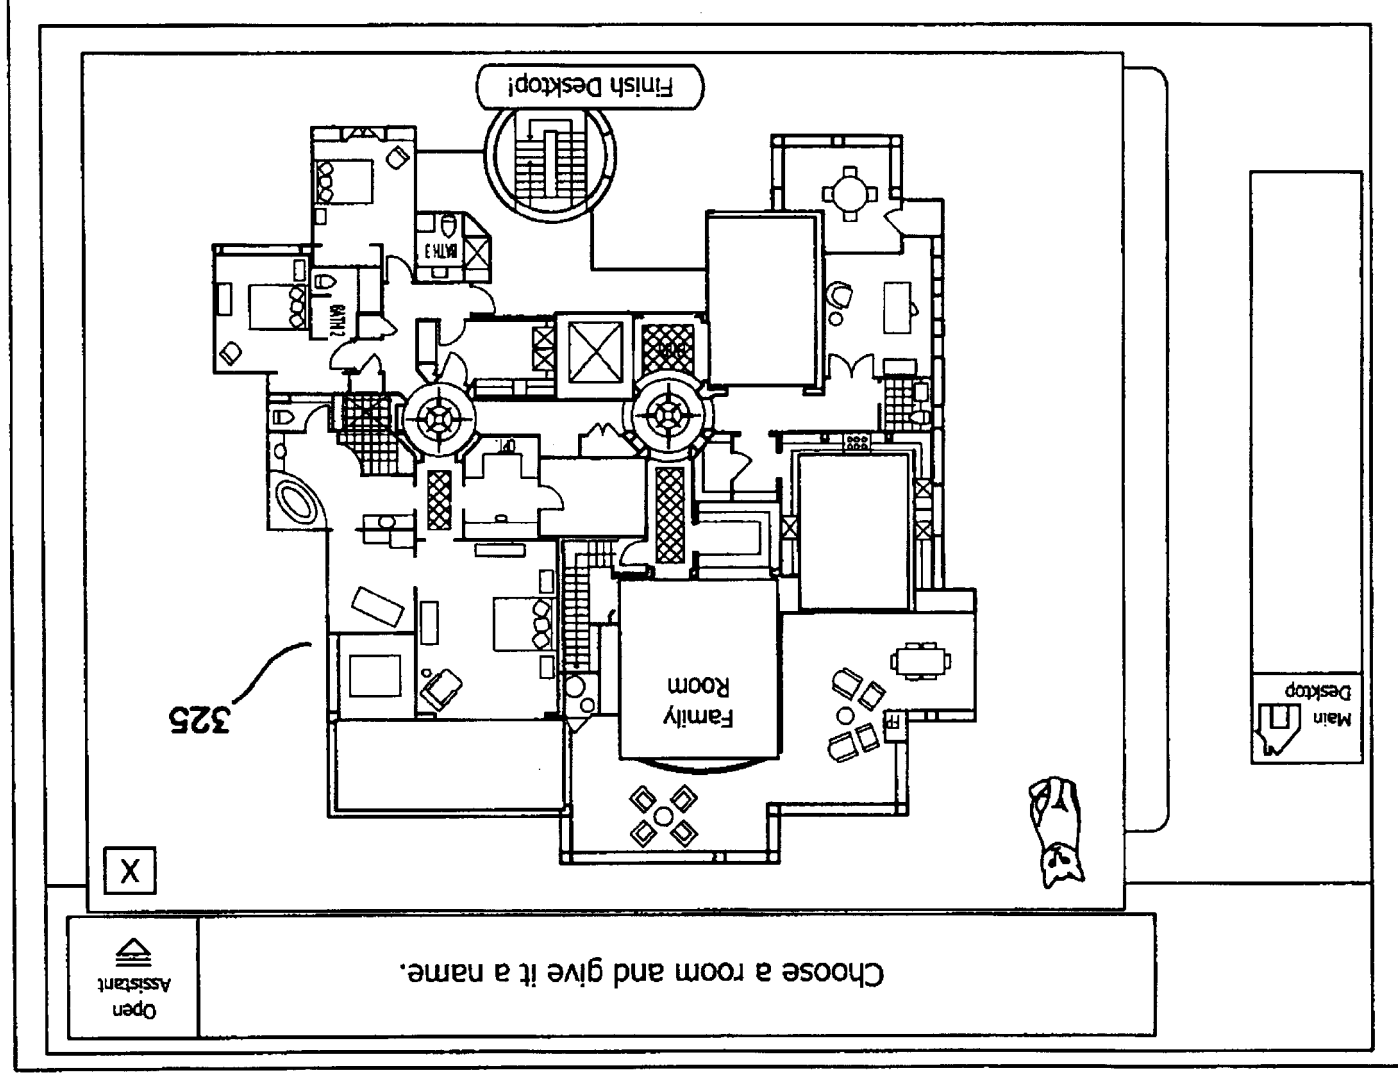 Choose a room and give it a name.
Open
Assistant
X
Main
Desktop
Family
Room
325
OPT.
BATH 2
BATH 3
Finish Desktop!